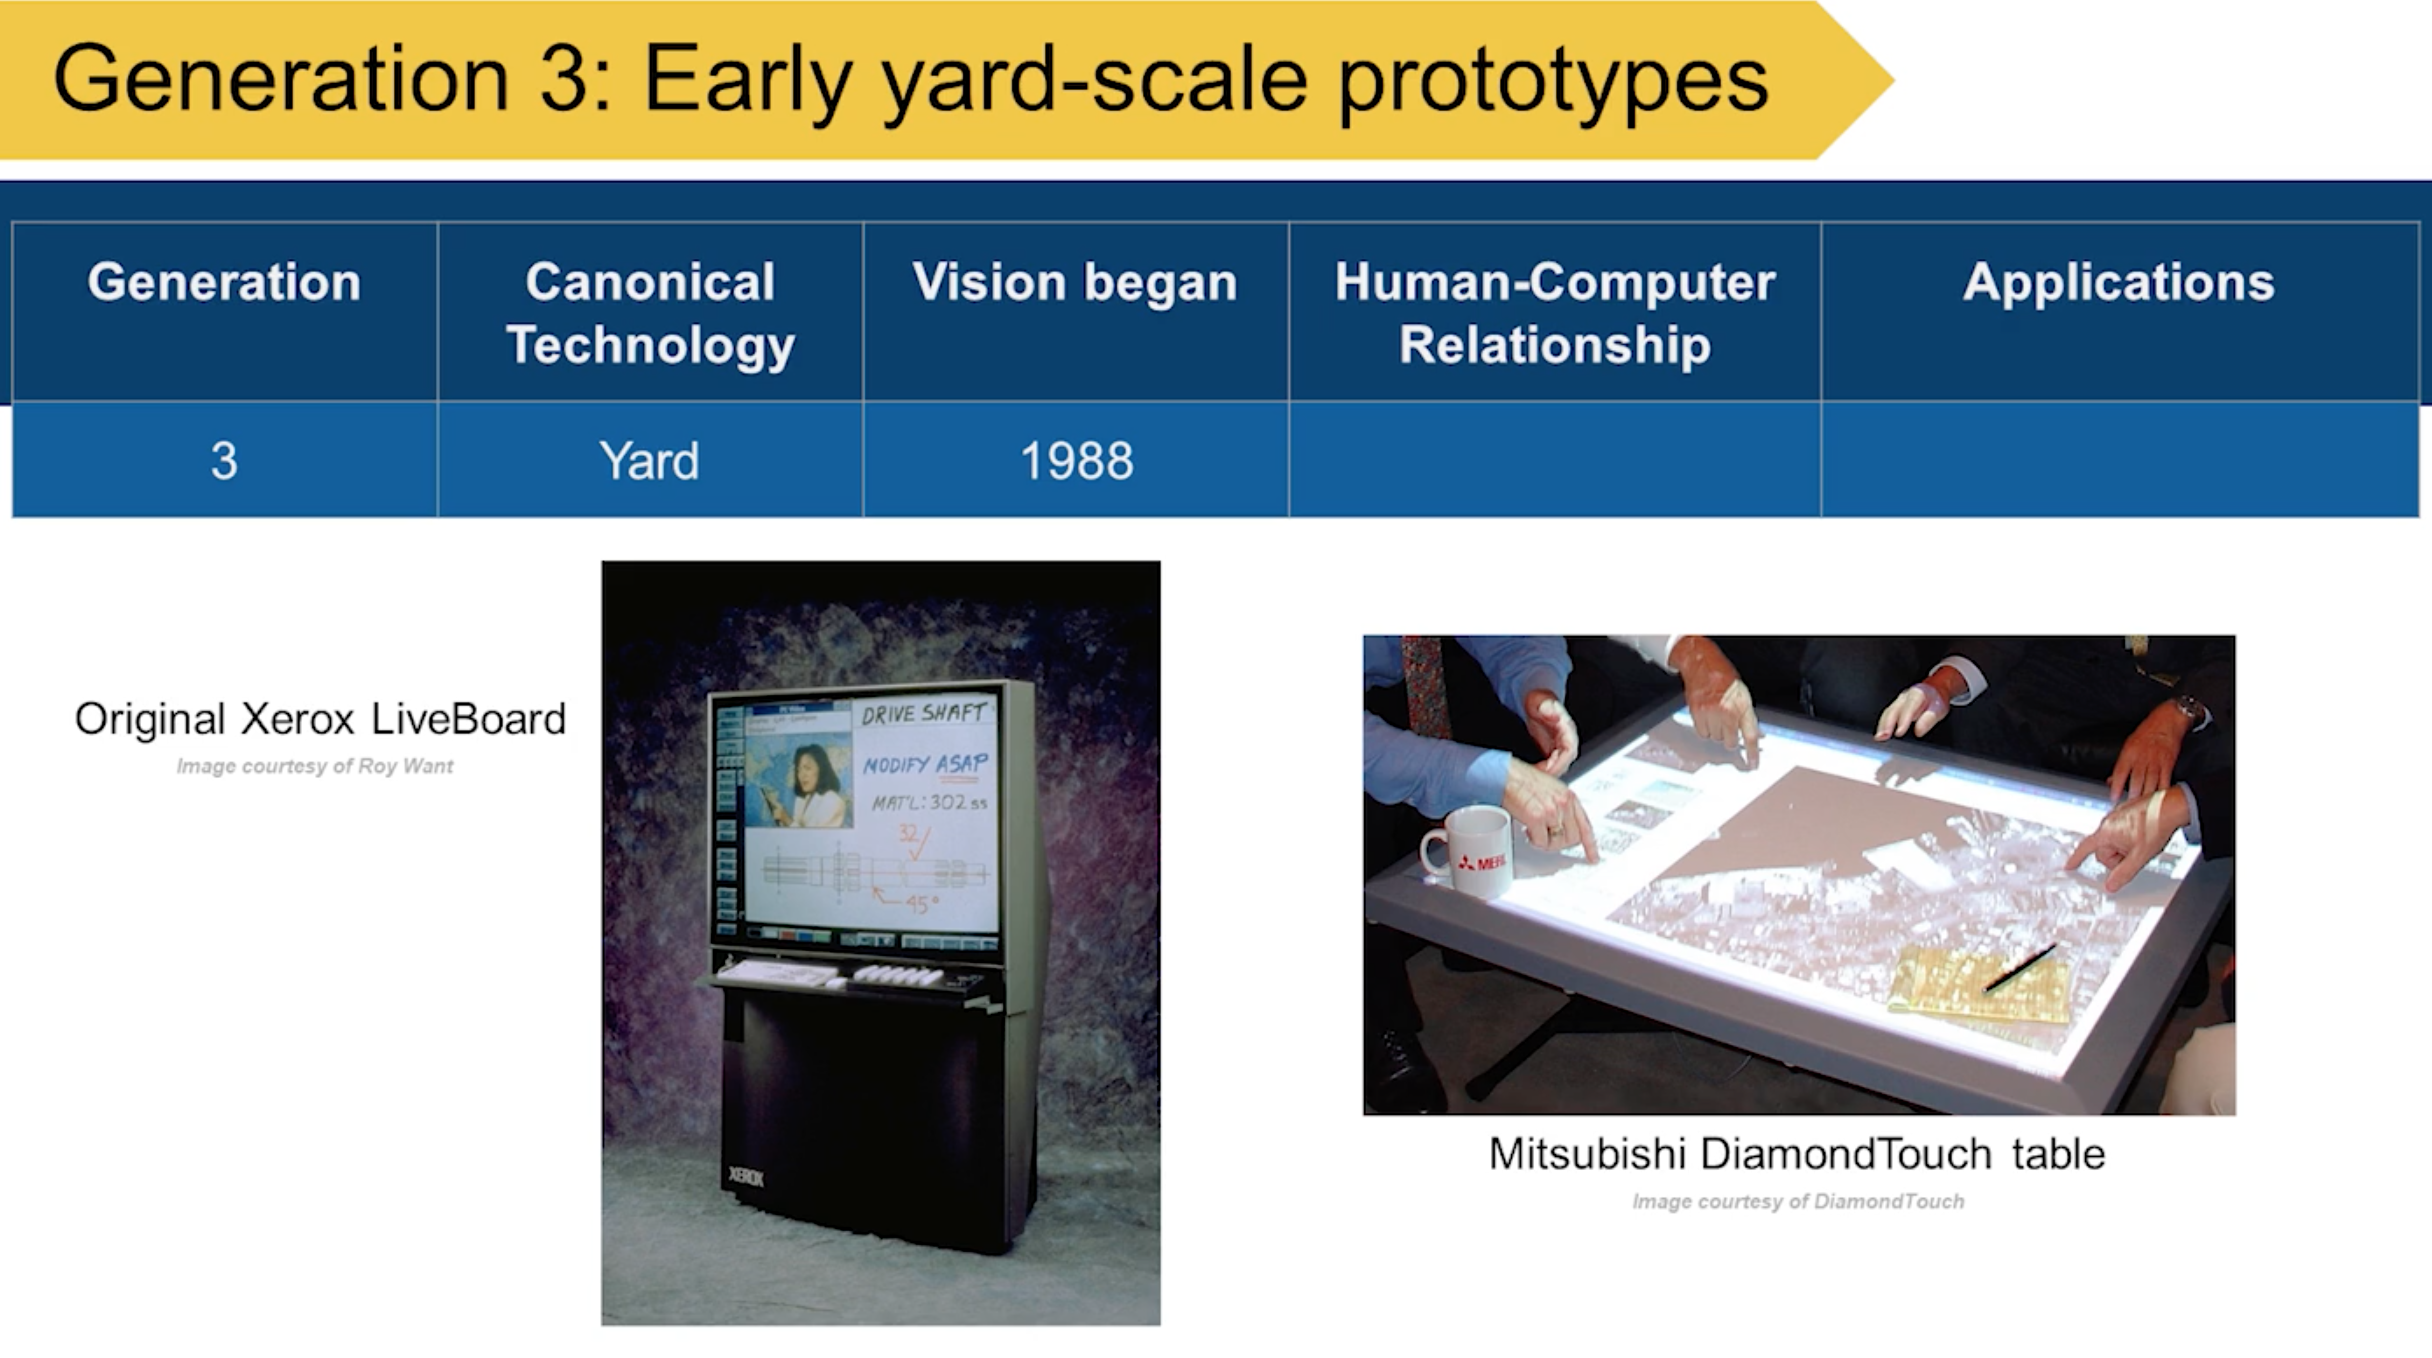 Generation 3: Early yard-scale prototypes
Generation
Canonical
Technology
Vision began
Human-Computer
Relationship
Applications
3
Yard
1988
Original Xerox LiveBoard
Image courtesy of Roy Want
DRIVE SHAFT
MODIFY ASAP
MAT'L: 302 ss
32
45°
XEROX
MERL
Mitsubishi DiamondTouch table
Image courtesy of DiamondTouch